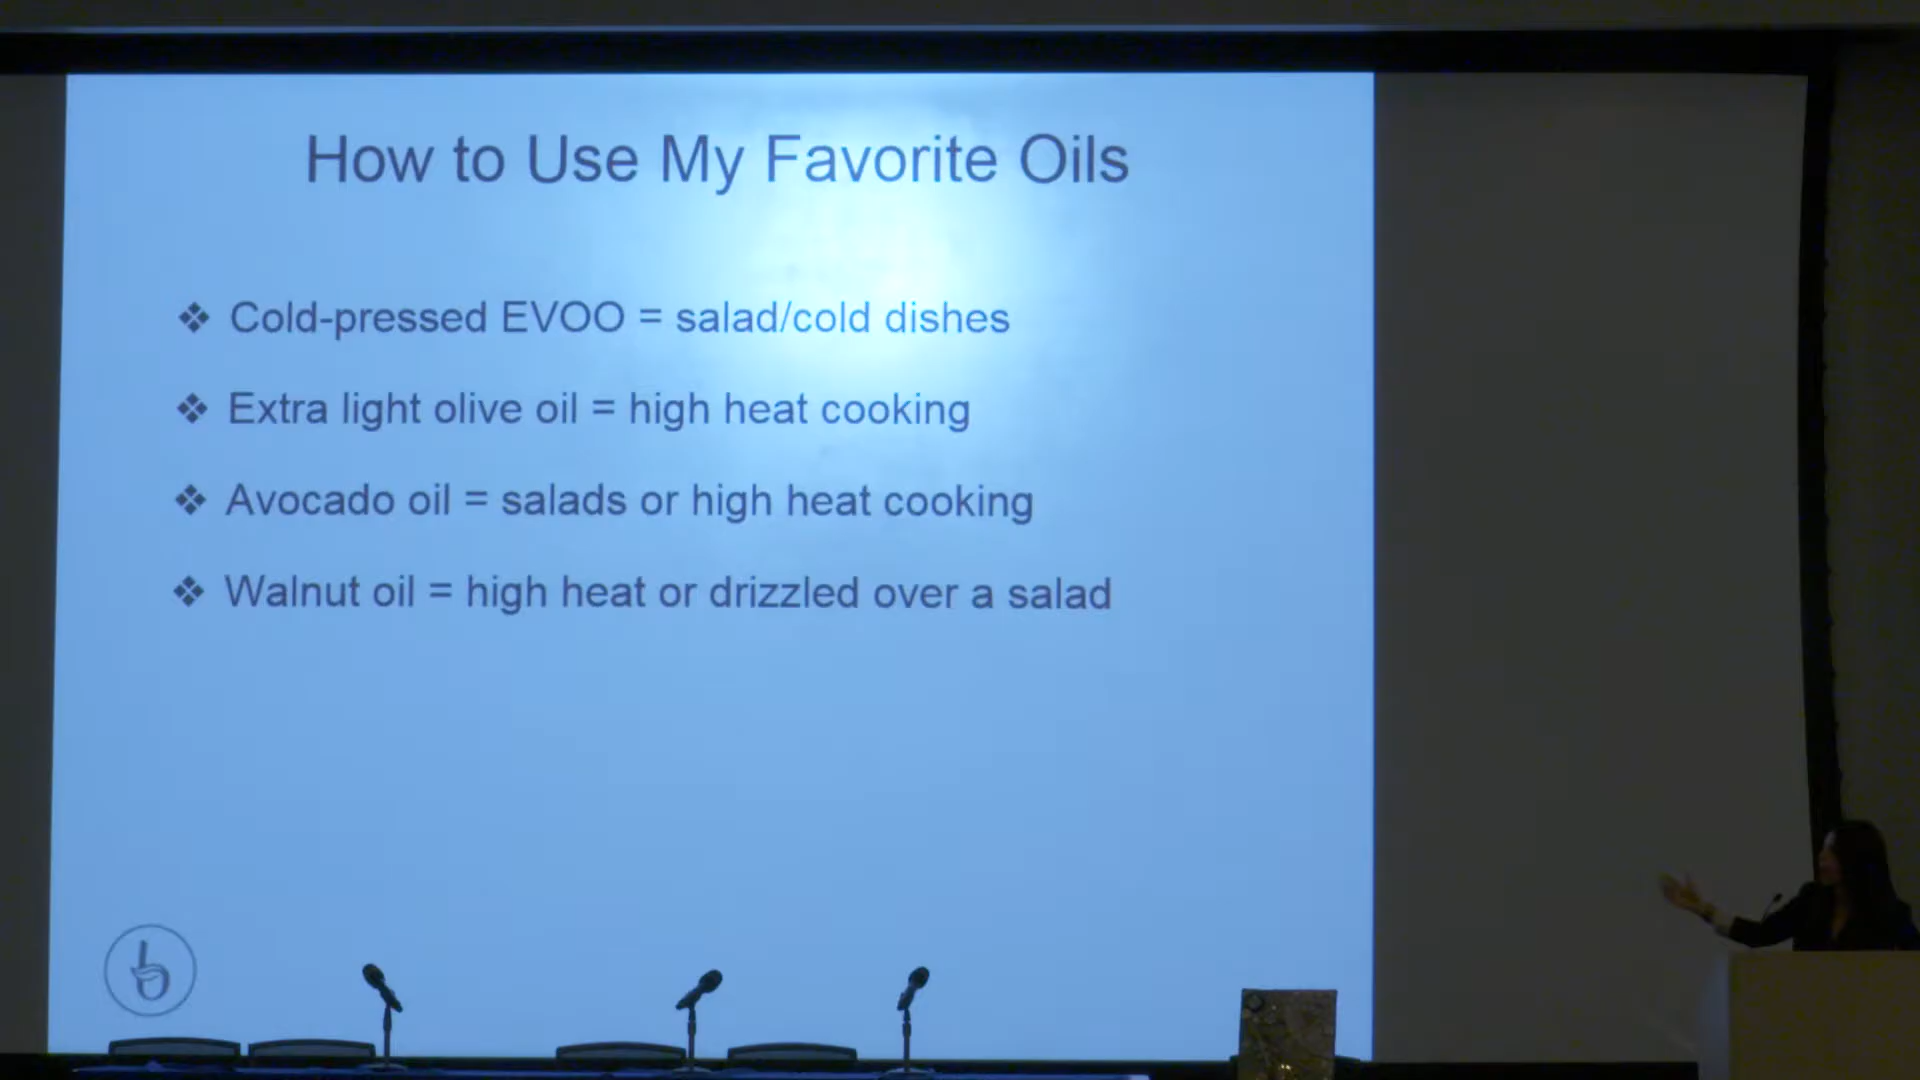 How to Use My Favorite Oils
❖ Cold-pressed EVOO = salad/cold dishes
❖ Extra light olive oil = high heat cooking
❖ Avocado oil = salads or high heat cooking
❖ Walnut oil = high heat or drizzled over a salad
b